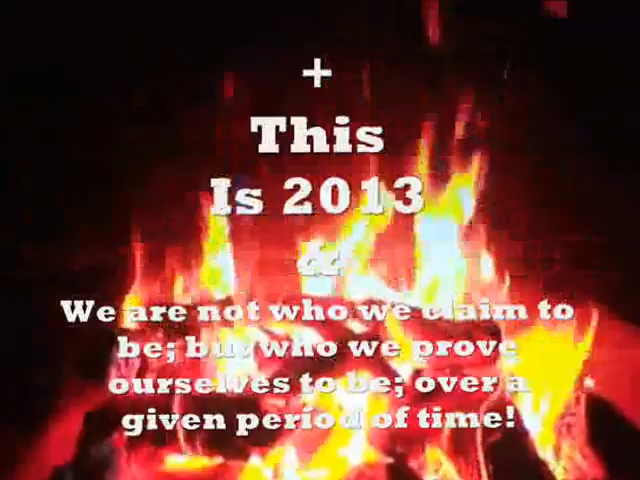 +
This
Is 2013
“
We are not who we claim to
be; but who we prove
ourselves to be; over a
given period of time!